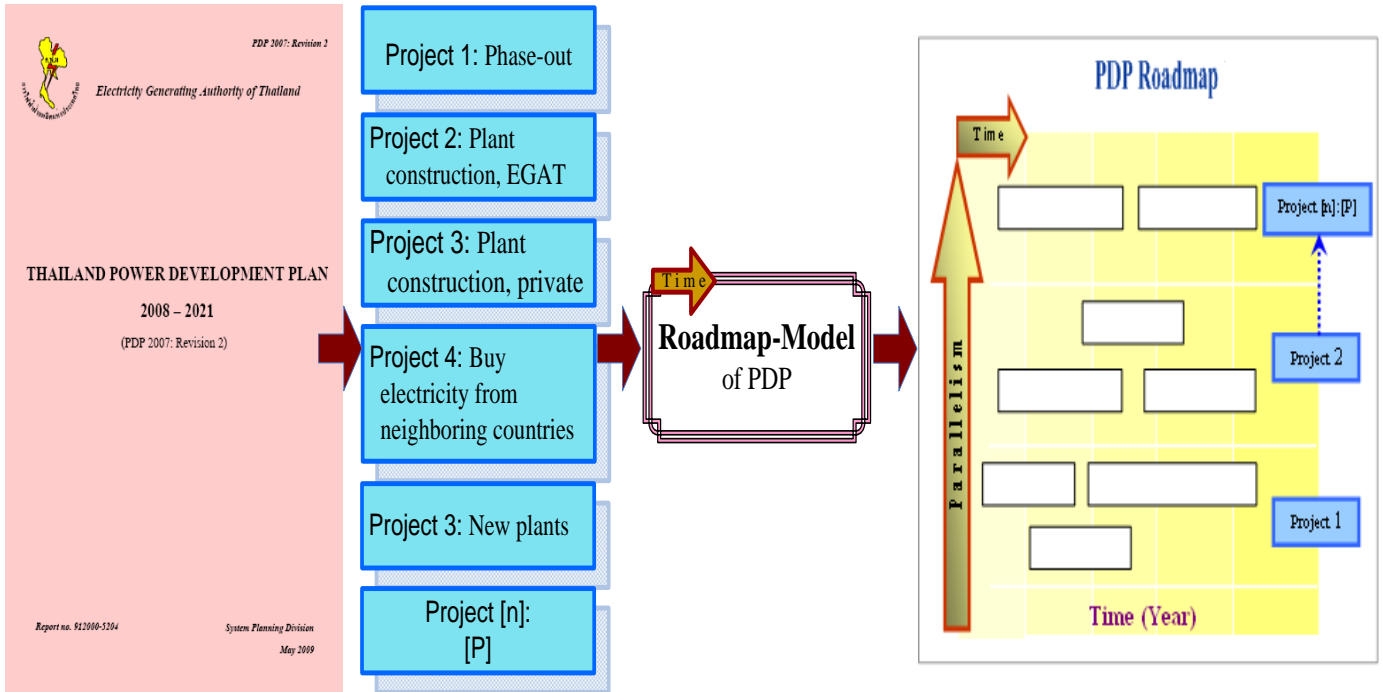 PDP 2007: Revision 2
Electricity Generating Authority of Thailand
THAILAND POWER DEVELOPMENT PLAN
2008 – 2021
(PDP 2007: Revision 2)
Report no. 912000-5204
System Planning Division
May 2009
Project 1: Phase-out
Project 2: Plant
construction, EGAT
Project 3: Plant
construction, private
Project 4: Buy
electricity from
neighboring countries
Project 3: New plants
Project [n]:
[P]
Time
Roadmap-Model
of PDP
PDP Roadmap
Time
Parallelism
Project [n]:[P]
Project 2
Project 1
Time (Year)